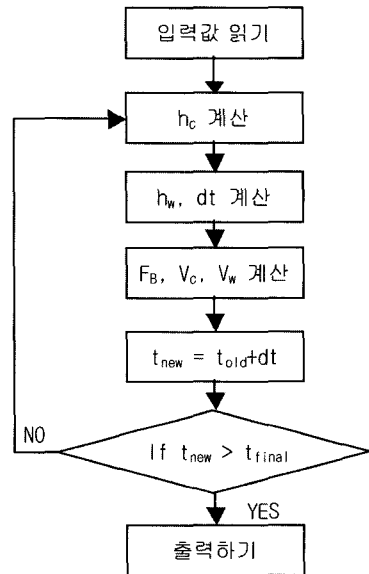 입력값 읽기
h_c 계산
h_w, dt 계산
F_B, V_C, V_w 계산
t_new = t_old+dt
If t_new > t_final
NO
YES
출력하기